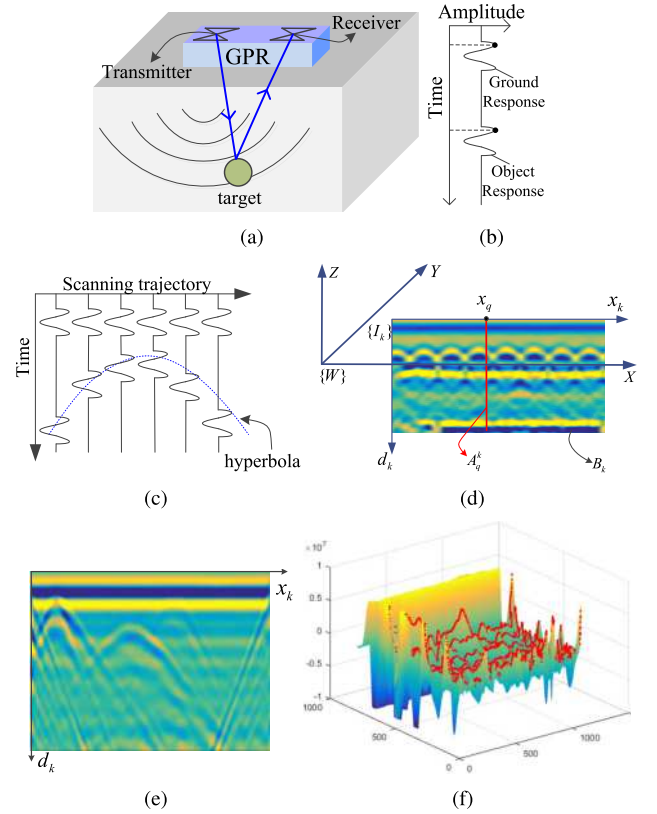 Receiver
GPR
Transmitter
target
(a)
Amplitude
Time
Ground
Response
Object
Response
(b)
Scanning trajectory
Time
hyperbola
(c)
Z
Y
x_q
x_k
{I_k}
{W}
X
d_k
A_q^k
B_k
(d)
x_k
d_k
(e)
×10^7
1
0.5
0
-0.5
-1
1000
500
0
0
500
1000
(f)